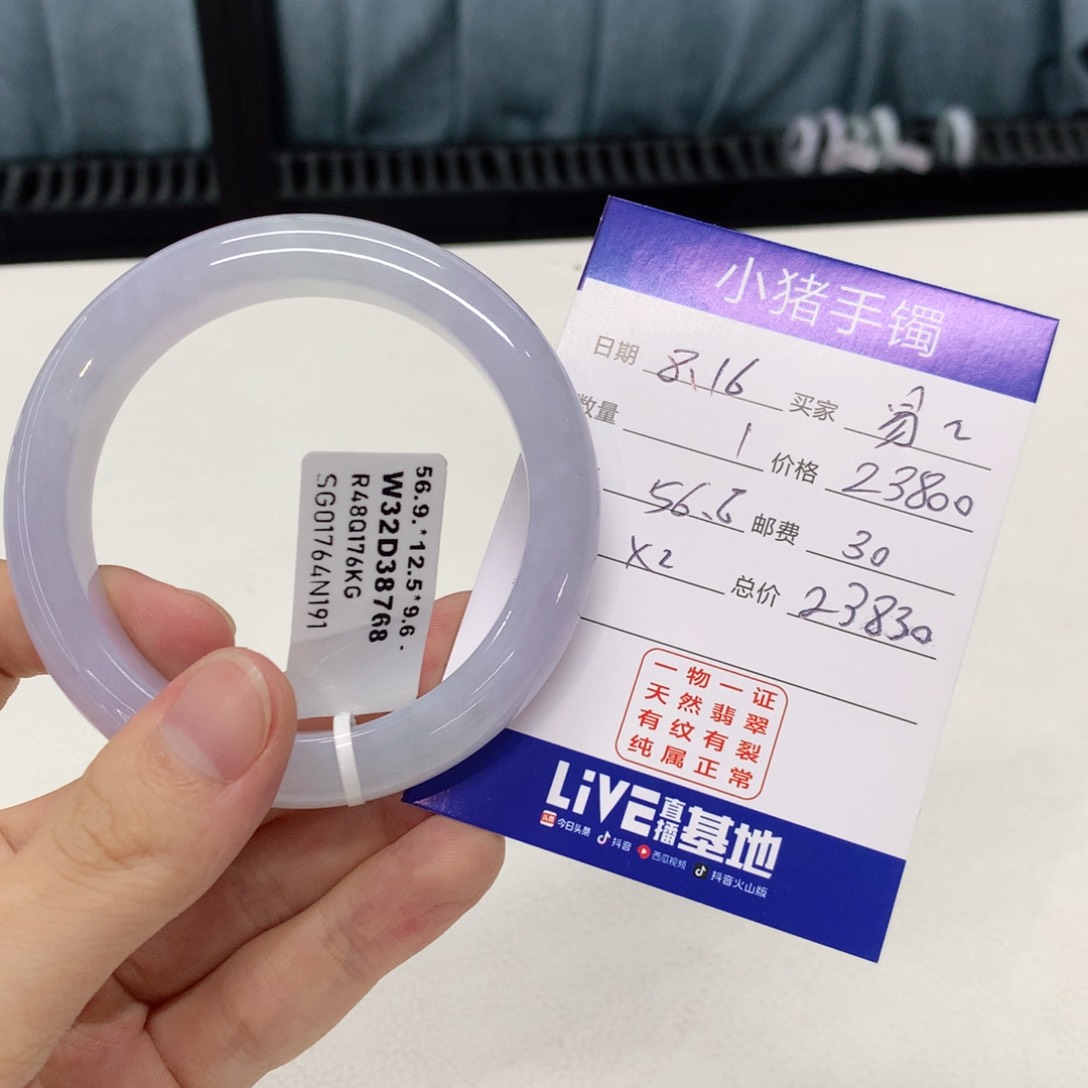 56.9.*12.5*9.6.
W32D38768
R48Q176KG
SG01764N191
小猪手镯
日期 8、16 买家
数量 1 价格 23800
56.6 邮费 30
X2 总价 23830
一物一证
天然翡翠
有纹有裂
纯属正常
LiVE直播基地
头条 今日头条 抖音 西瓜视频 抖音火山版